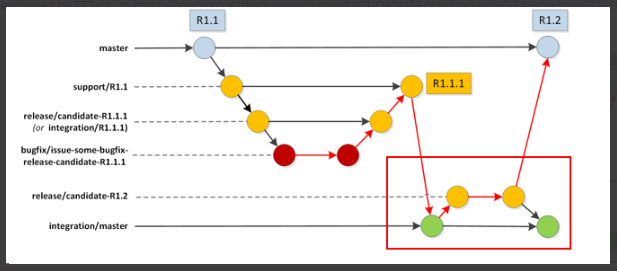 R1.1
R1.2
master
support/R1.1
R1.1.1
release/candidate-R1.1.1
(or integration/R1.1.1)
bugfix/issue-some-bugfix-
release-candidate-R1.1.1
release/candidate-R1.2
integration/master